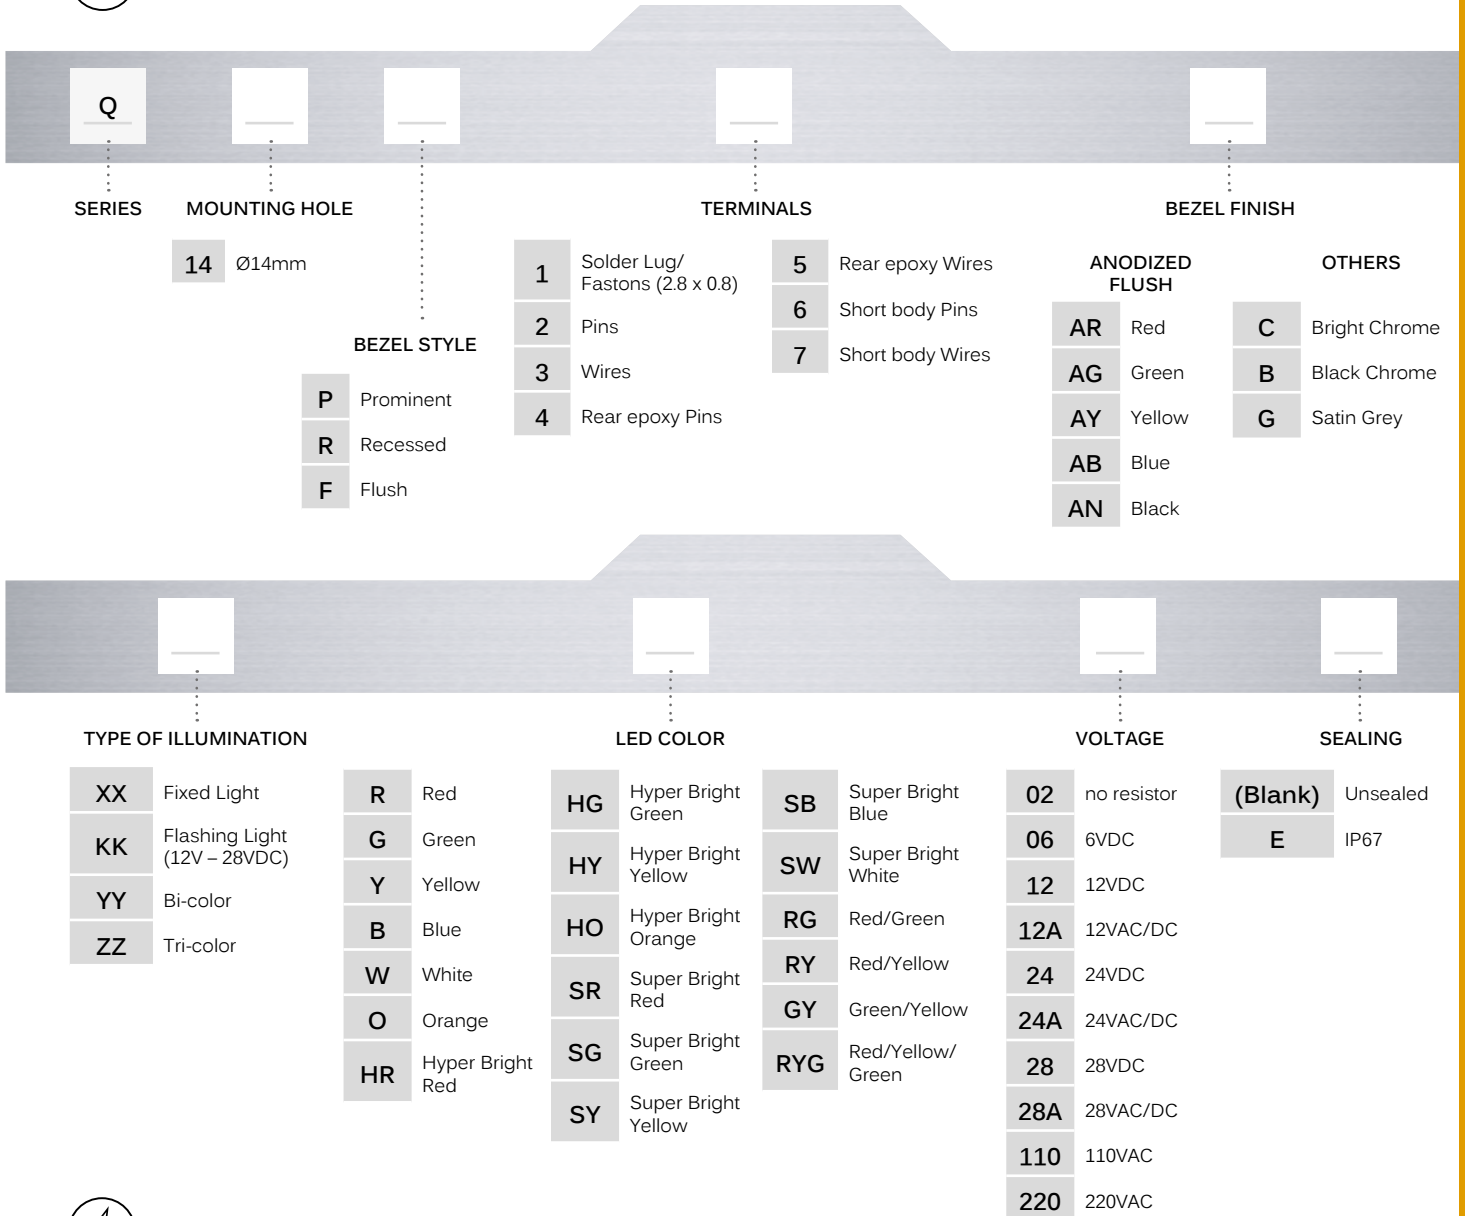 Q
SERIES
MOUNTING HOLE
14 Ø14mm
BEZEL STYLE
P Prominent
R Recessed
F Flush
TERMINALS
1 Solder Lug/
Fastons (2.8 x 0.8)
2 Pins
3 Wires
4 Rear epoxy Pins
5 Rear epoxy Wires
6 Short body Pins
7 Short body Wires
BEZEL FINISH
ANODIZED
FLUSH
AR Red
AG Green
AY Yellow
AB Blue
AN Black
OTHERS
C Bright Chrome
B Black Chrome
G Satin Grey
TYPE OF ILLUMINATION
XX Fixed Light
KK Flashing Light
(12V – 28VDC)
YY Bi-color
ZZ Tri-color
LED COLOR
R Red
G Green
Y Yellow
B Blue
W White
O Orange
HR Hyper Bright
Red
HG Hyper Bright
Green
HY Hyper Bright
Yellow
HO Hyper Bright
Orange
SR Super Bright
Red
SG Super Bright
Green
SY Super Bright
Yellow
SB Super Bright
Blue
SW Super Bright
White
RG Red/Green
RY Red/Yellow
GY Green/Yellow
RYG Red/Yellow/
Green
VOLTAGE
02 no resistor
06 6VDC
12 12VDC
12A 12VAC/DC
24 24VDC
24A 24VAC/DC
28 28VDC
28A 28VAC/DC
110 110VAC
220 220VAC
SEALING
(Blank) Unsealed
E IP67